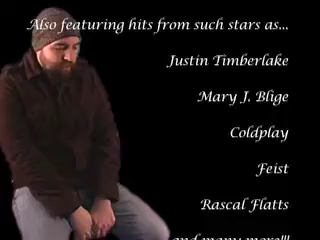 Also featuring hits from such stars as...
Justin Timberlake
Mary J. Blige
Coldplay
Feist
Rascal Flatts
and many more!!!